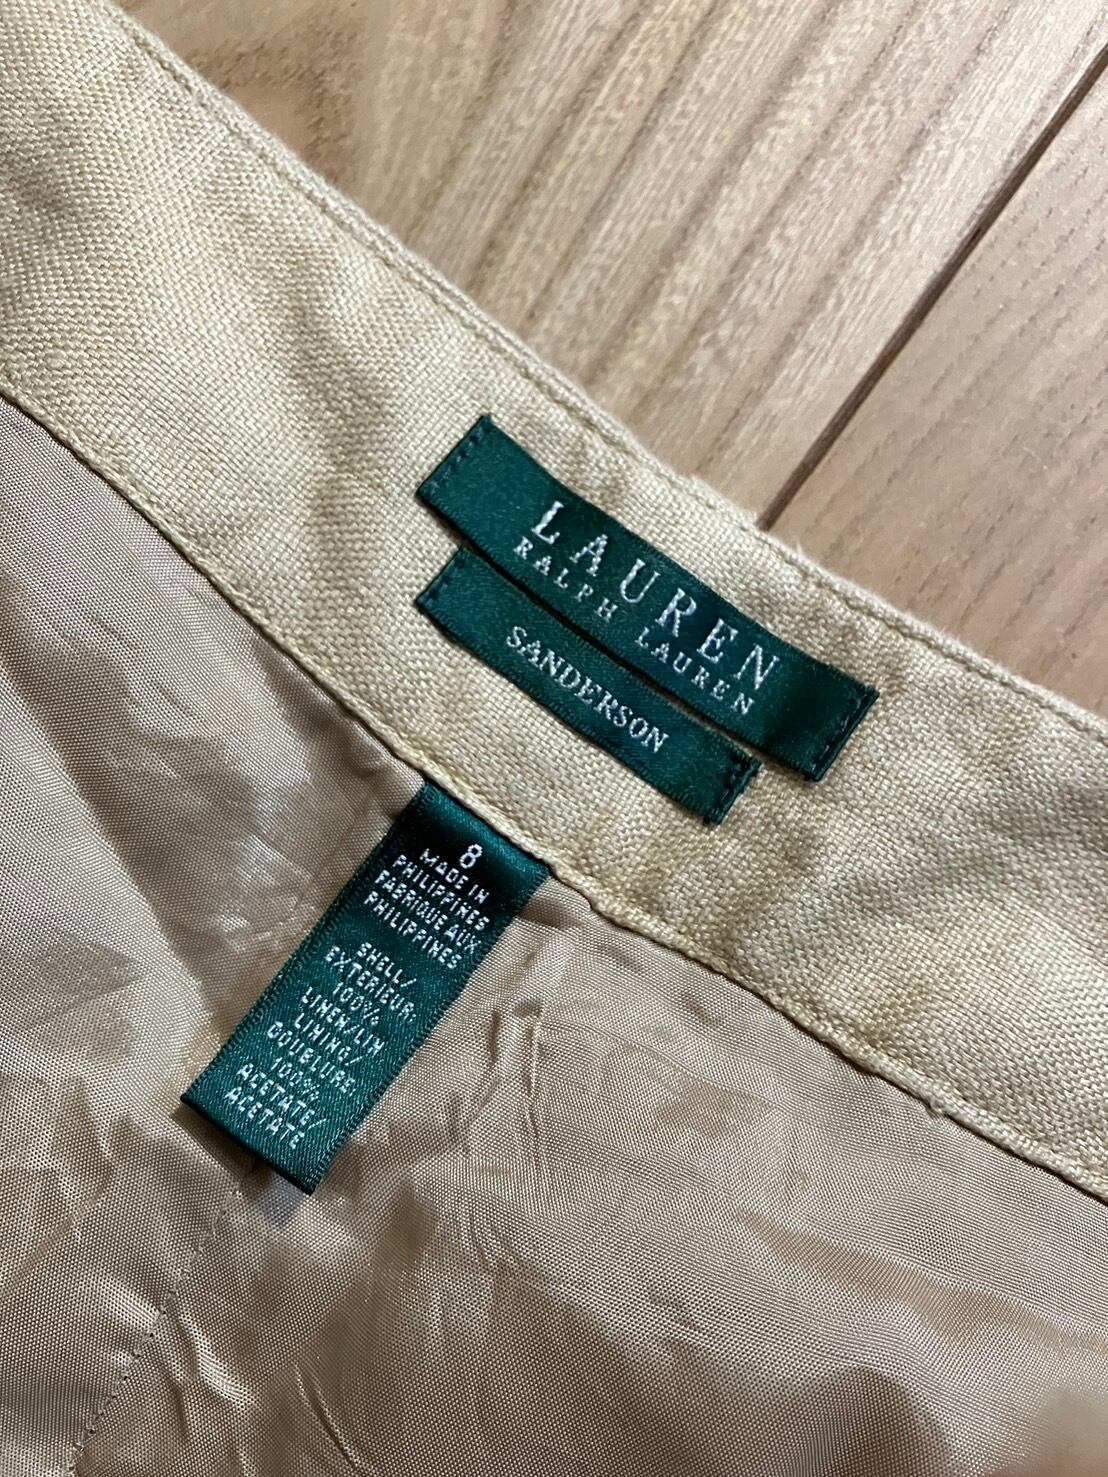 LAUREN
RALPH LAUREN
SANDERSON
8
MADE IN
PHILIPPINES
FABRIQUE AUX
PHILIPPINES
SHELL/
EXTERIEUR,
100%
LINEN/LIN
LINING/
DOUBLURE
100%
ACETATE/
ACETATE